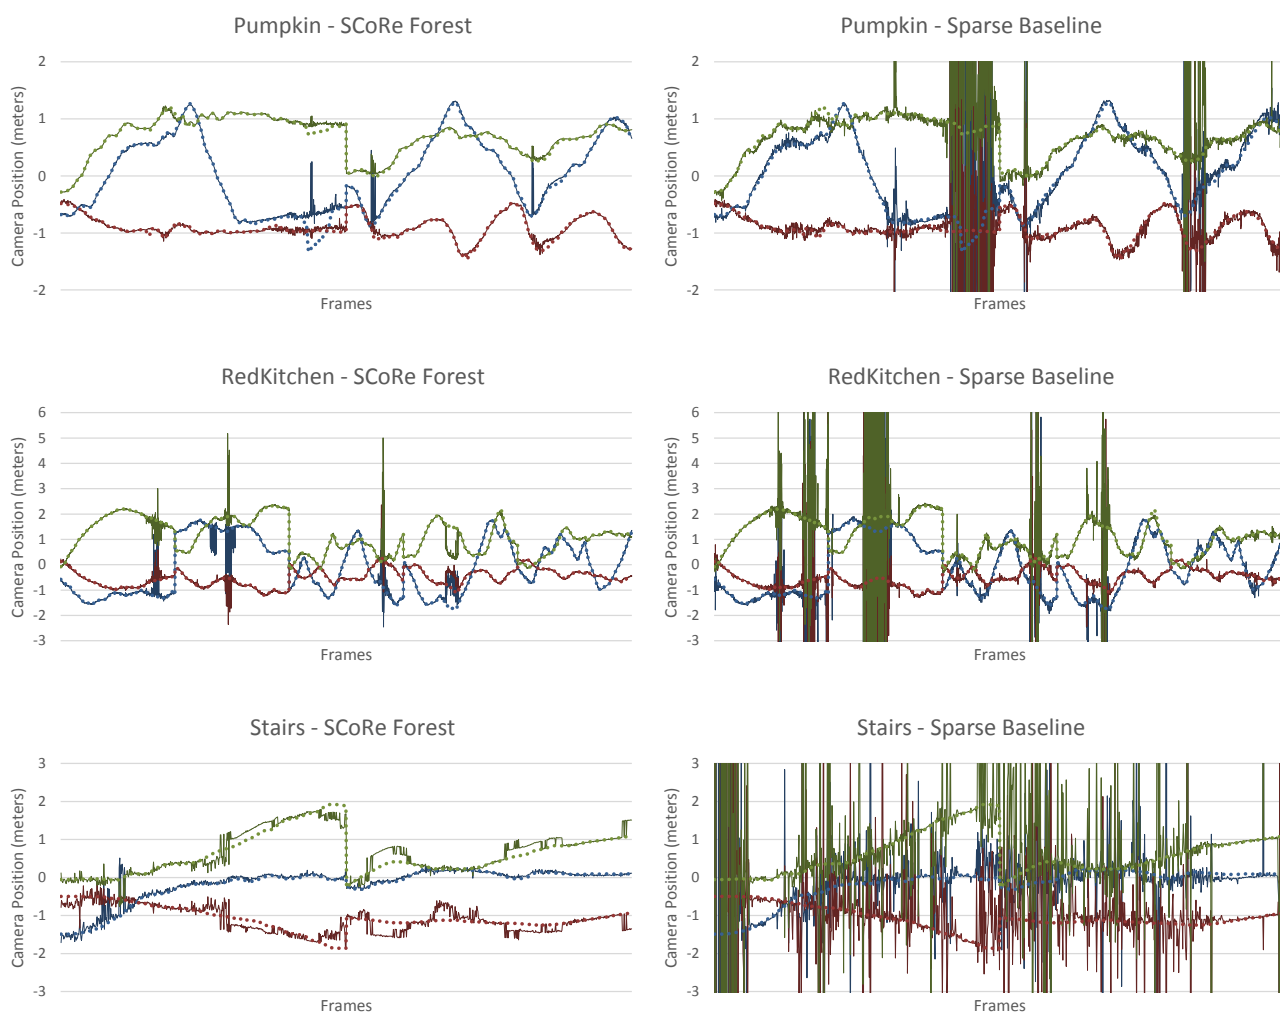 Pumpkin - SCoRe Forest
Camera Position (meters)
2
1
0
-1
-2
Frames
Pumpkin - Sparse Baseline
Camera Position (meters)
2
1
0
-1
-2
Frames
RedKitchen - SCoRe Forest
Camera Position (meters)
6
5
4
3
2
1
0
-1
-2
-3
Frames
RedKitchen - Sparse Baseline
Camera Position (meters)
6
5
4
3
2
1
0
-1
-2
-3
Frames
Stairs - SCoRe Forest
Camera Position (meters)
3
2
1
0
-1
-2
-3
Frames
Stairs - Sparse Baseline
Camera Position (meters)
3
2
1
0
-1
-2
-3
Frames